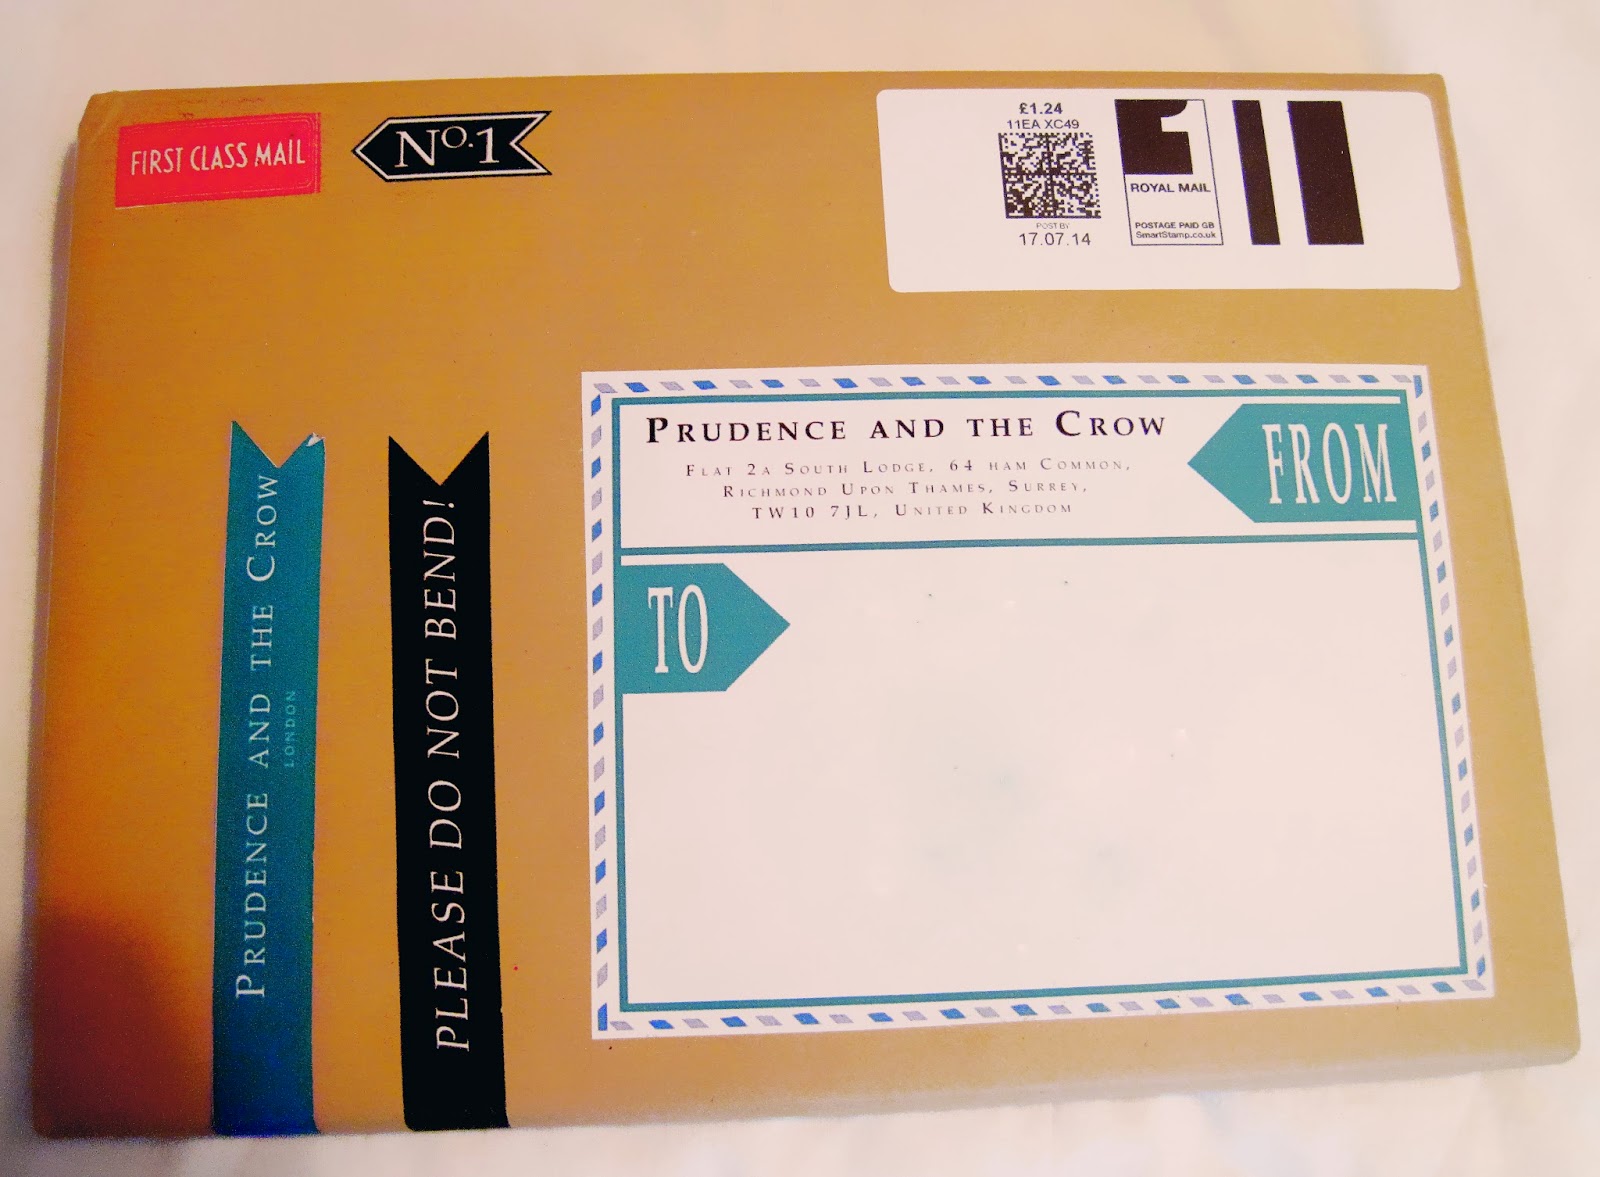 FIRST CLASS MAIL
No.1
£1.24
11EA XC49
POST BY
17.07.14
1
ROYAL MAIL
POSTAGE PAID GB
SmartStamp.co.uk
PRUDENCE AND THE CROW
LONDON
PLEASE DO NOT BEND!
PRUDENCE AND THE CROW
FLAT 2A SOUTH LODGE, 64 HAM COMMON,
RICHMOND UPON THAMES, SURREY,
TW10 7JL, UNITED KINGDOM
FROM
TO